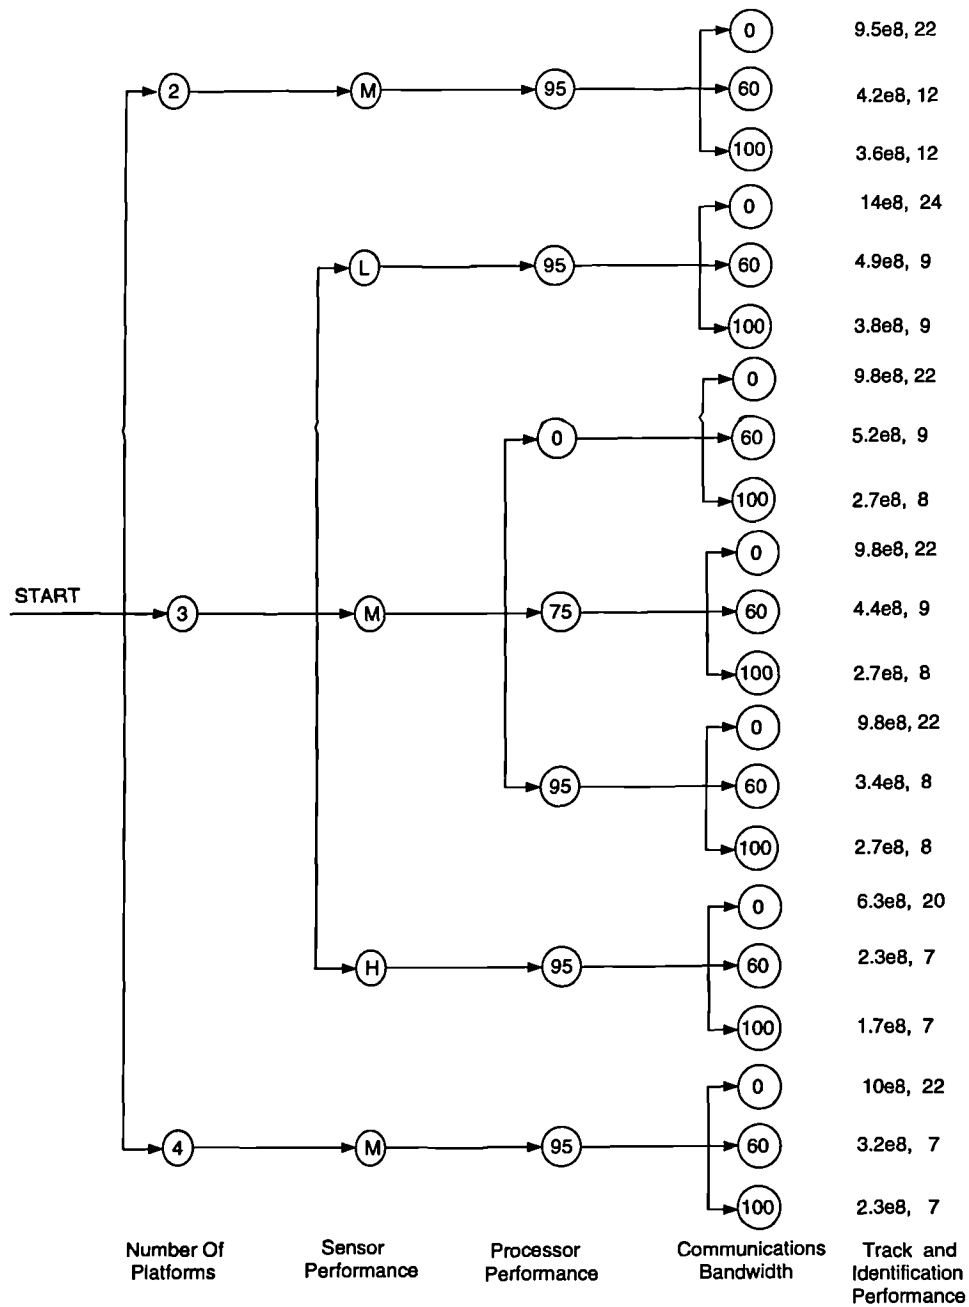 0 9.5e8, 22
2 M 95 60 4.2e8, 12
100 3.6e8, 12
0 14e8, 24
L 95 60 4.9e8, 9
100 3.8e8, 9
0 9.8e8, 22
0 60 5.2e8, 9
100 2.7e8, 8
0 9.8e8, 22
START
3 M 75 60 4.4e8, 9
100 2.7e8, 8
0 9.8e8, 22
95 60 3.4e8, 8
100 2.7e8, 8
0 6.3e8, 20
H 95 60 2.3e8, 7
100 1.7e8, 7
0 10e8, 22
4 M 95 60 3.2e8, 7
100 2.3e8, 7
Number Of
Platforms
Sensor
Performance
Processor
Performance
Communications
Bandwidth
Track and
Identification
Performance